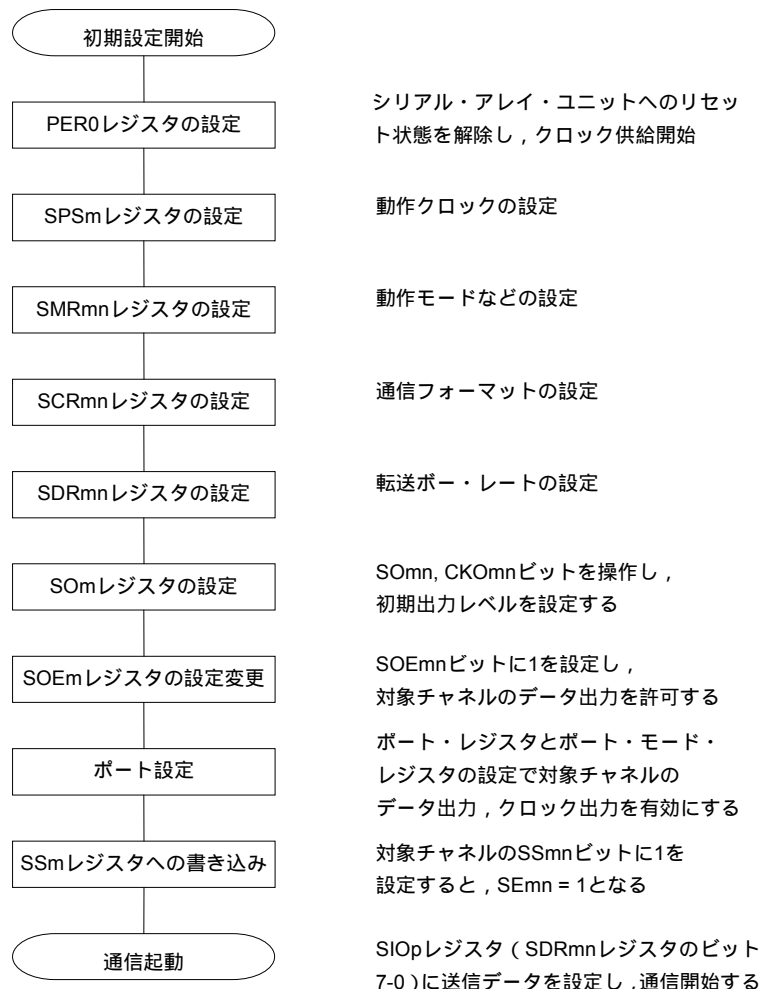 初期設定開始
PER0レジスタの設定
シリアル・アレイ・ユニットへのリセッ
ト状態を解除し，クロック供給開始
SPSmレジスタの設定
動作クロックの設定
SMRmnレジスタの設定
動作モードなどの設定
SCRmnレジスタの設定
通信フォーマットの設定
SDRmnレジスタの設定
転送ボー・レートの設定
SOmレジスタの設定
SOmn, CKOmnビットを操作し，
初期出力レベルを設定する
SOEmレジスタの設定変更
SOEmnビットに1を設定し，
対象チャネルのデータ出力を許可する
ポート設定
ポート・レジスタとポート・モード・
レジスタの設定で対象チャネルの
データ出力，クロック出力を有効にする
SSmレジスタへの書き込み
対象チャネルのSSmnビットに1を
設定すると，SEmn = 1となる
通信起動
SIOpレジスタ（SDRmnレジスタのビット
7-0）に送信データを設定し，通信開始する